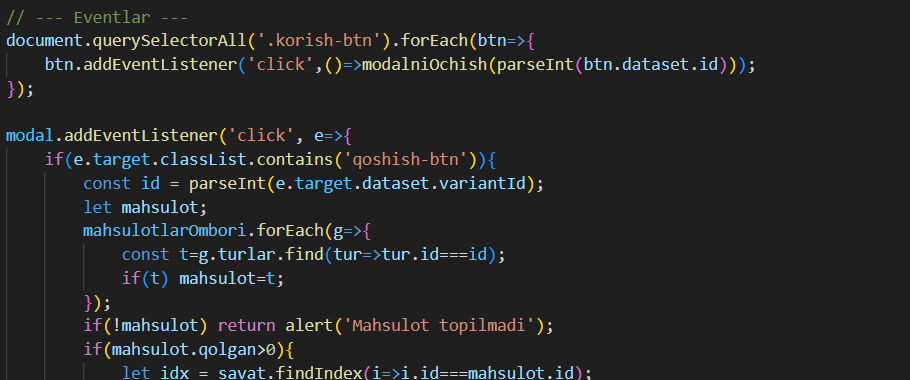 // --- Eventlar ---
document.querySelectorAll('.korish-btn').forEach(btn=>{
    btn.addEventListener('click',()=>modalniOchish(parseInt(btn.dataset.id)));
});

modal.addEventListener('click', e=>{
    if(e.target.classList.contains('qoshish-btn')){
        const id = parseInt(e.target.dataset.variantId);
        let mahsulot;
        mahsulotlarOmbori.forEach(g=>{
            const t=g.turlar.find(tur=>tur.id===id);
            if(t) mahsulot=t;
        });
        if(!mahsulot) return alert('Mahsulot topilmadi');
        if(mahsulot.qolgan>0){
            let idx = savat.findIndex(i=>i.id===mahsulot.id);